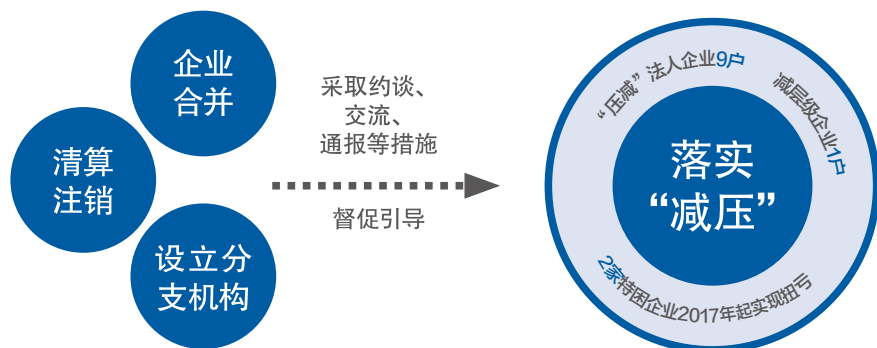 企业
合并
清算
注销
设立分
支机构
采取约谈、
交流、
通报等措施
督促引导
“压减”法人企业9户
减层级企业1户
落实
“减压”
2家特困企业2017年起实现扭亏